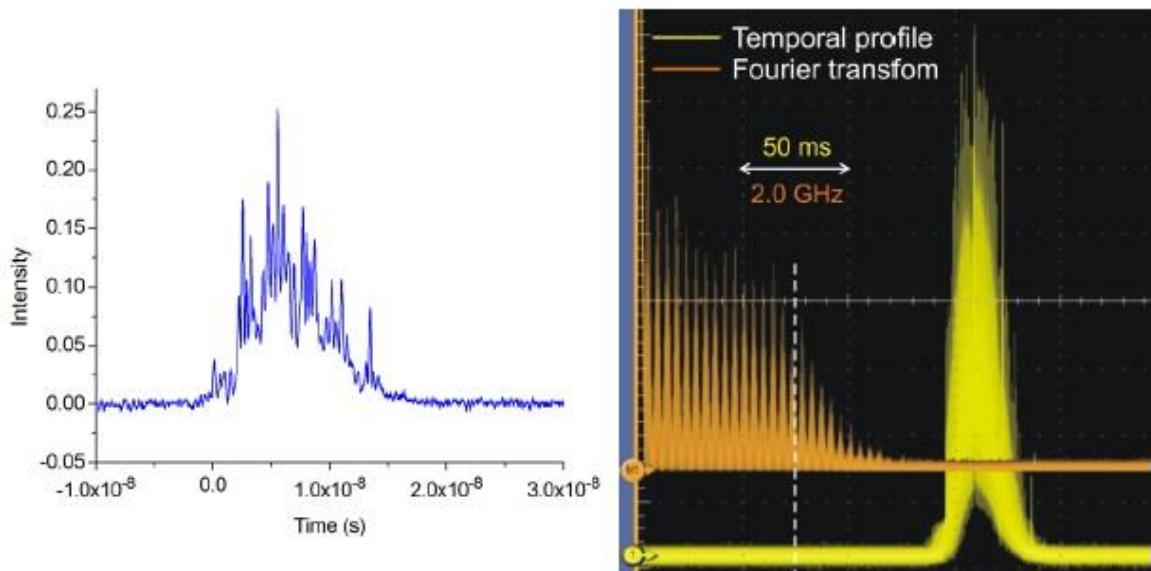 0.25
0.20
0.15
0.10
0.05
0.00
-0.05
Intensity
-1.0x10-8
0.0
1.0x10-8
2.0x10-8
3.0x10-8
Time (s)
Temporal profile
Fourier transfom
50 ms
2.0 GHz
M1
1